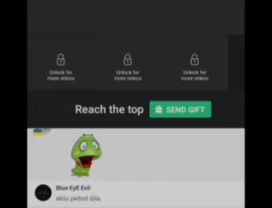 Unlock for
more videos
Unlock for
more videos
Unlock for
more videos
Reach the top
SEND GIFT
Blue EyE Evil
ektu petrol dila.